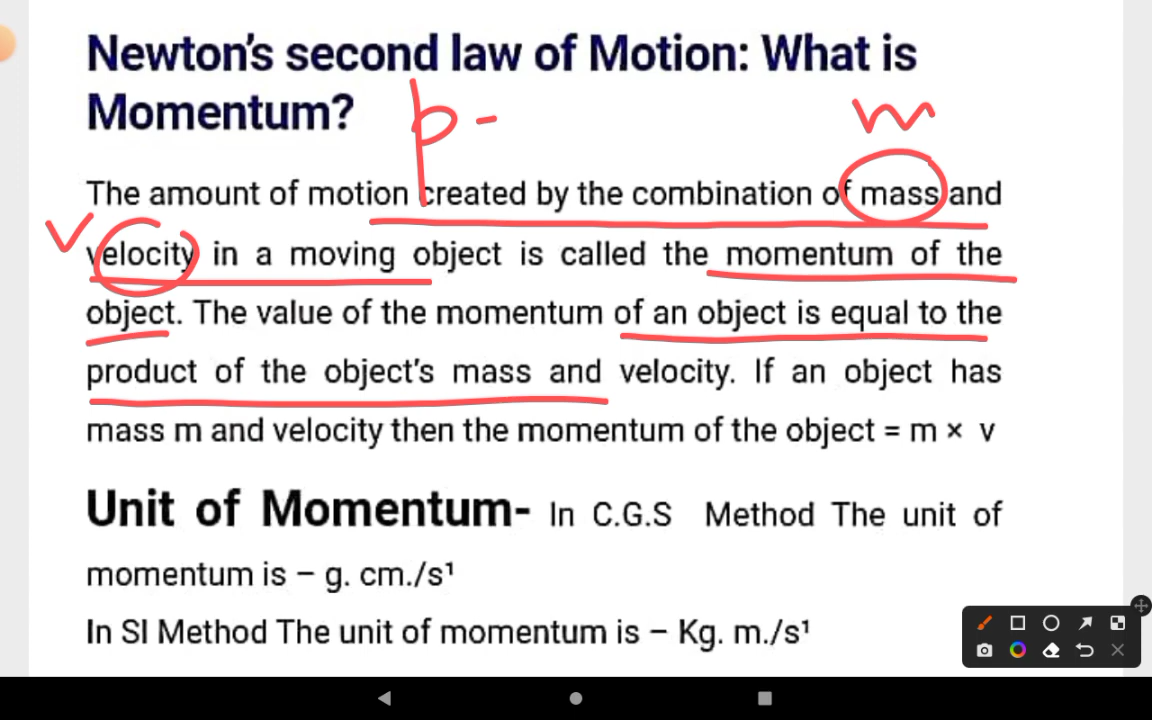 Newton's second law of Motion: What is
Momentum?
p -
m
The amount of motion created by the combination of mass and
v
velocity in a moving object is called the momentum of the
object. The value of the momentum of an object is equal to the
product of the object's mass and velocity. If an object has
mass m and velocity then the momentum of the object = m × v
Unit of Momentum- In C.G.S Method The unit of
momentum is – g. cm./s¹
In SI Method The unit of momentum is – Kg. m./s¹